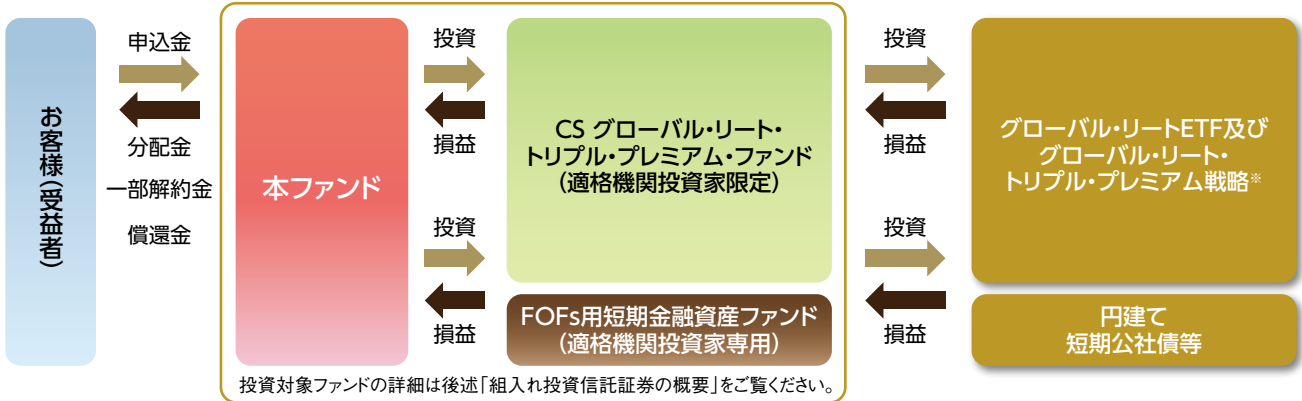 お客様(受益者)
申込金
分配金
一部解約金
償還金
本ファンド
投資
損益
投資
損益
CS グローバル・リート・
トリプル・プレミアム・ファンド
(適格機関投資家限定)
FOFs用短期金融資産ファンド
(適格機関投資家専用)
投資
損益
投資
損益
グローバル・リートETF及び
グローバル・リート・
トリプル・プレミアム戦略※
円建て
短期公社債等
投資対象ファンドの詳細は後述「組入れ投資信託証券の概要」をご覧ください。